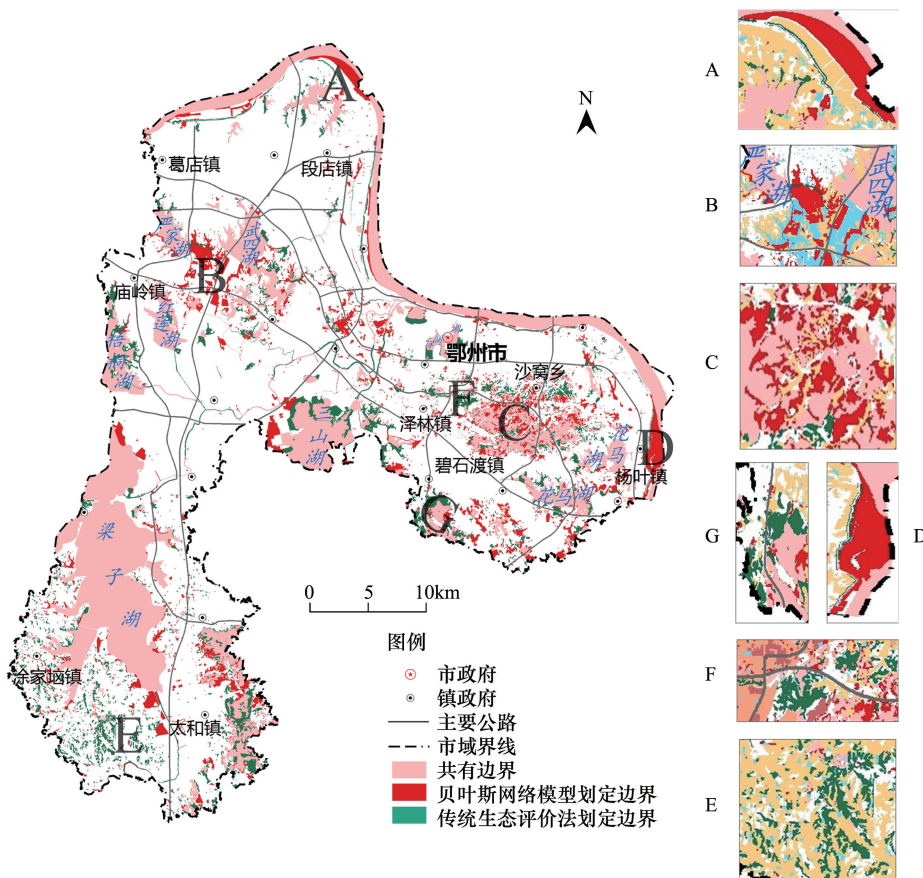 A
N
A
葛店镇
段店镇
严家湖
武四湖
B
严家湖
武四湖
B
庙岭镇
红莲湖
梧桐湖
C
鄂州市
沙窝乡
F
泽林镇
C
三山湖
花马湖
D
杨叶镇
碧石渡镇
花马湖
G
G
D
梁子湖
0 5 10km
图例
市政府
镇政府
主要公路
市域界线
共有边界
贝叶斯网络模型划定边界
传统生态评价法划定边界
F
涂家垴镇
太和镇
E
E